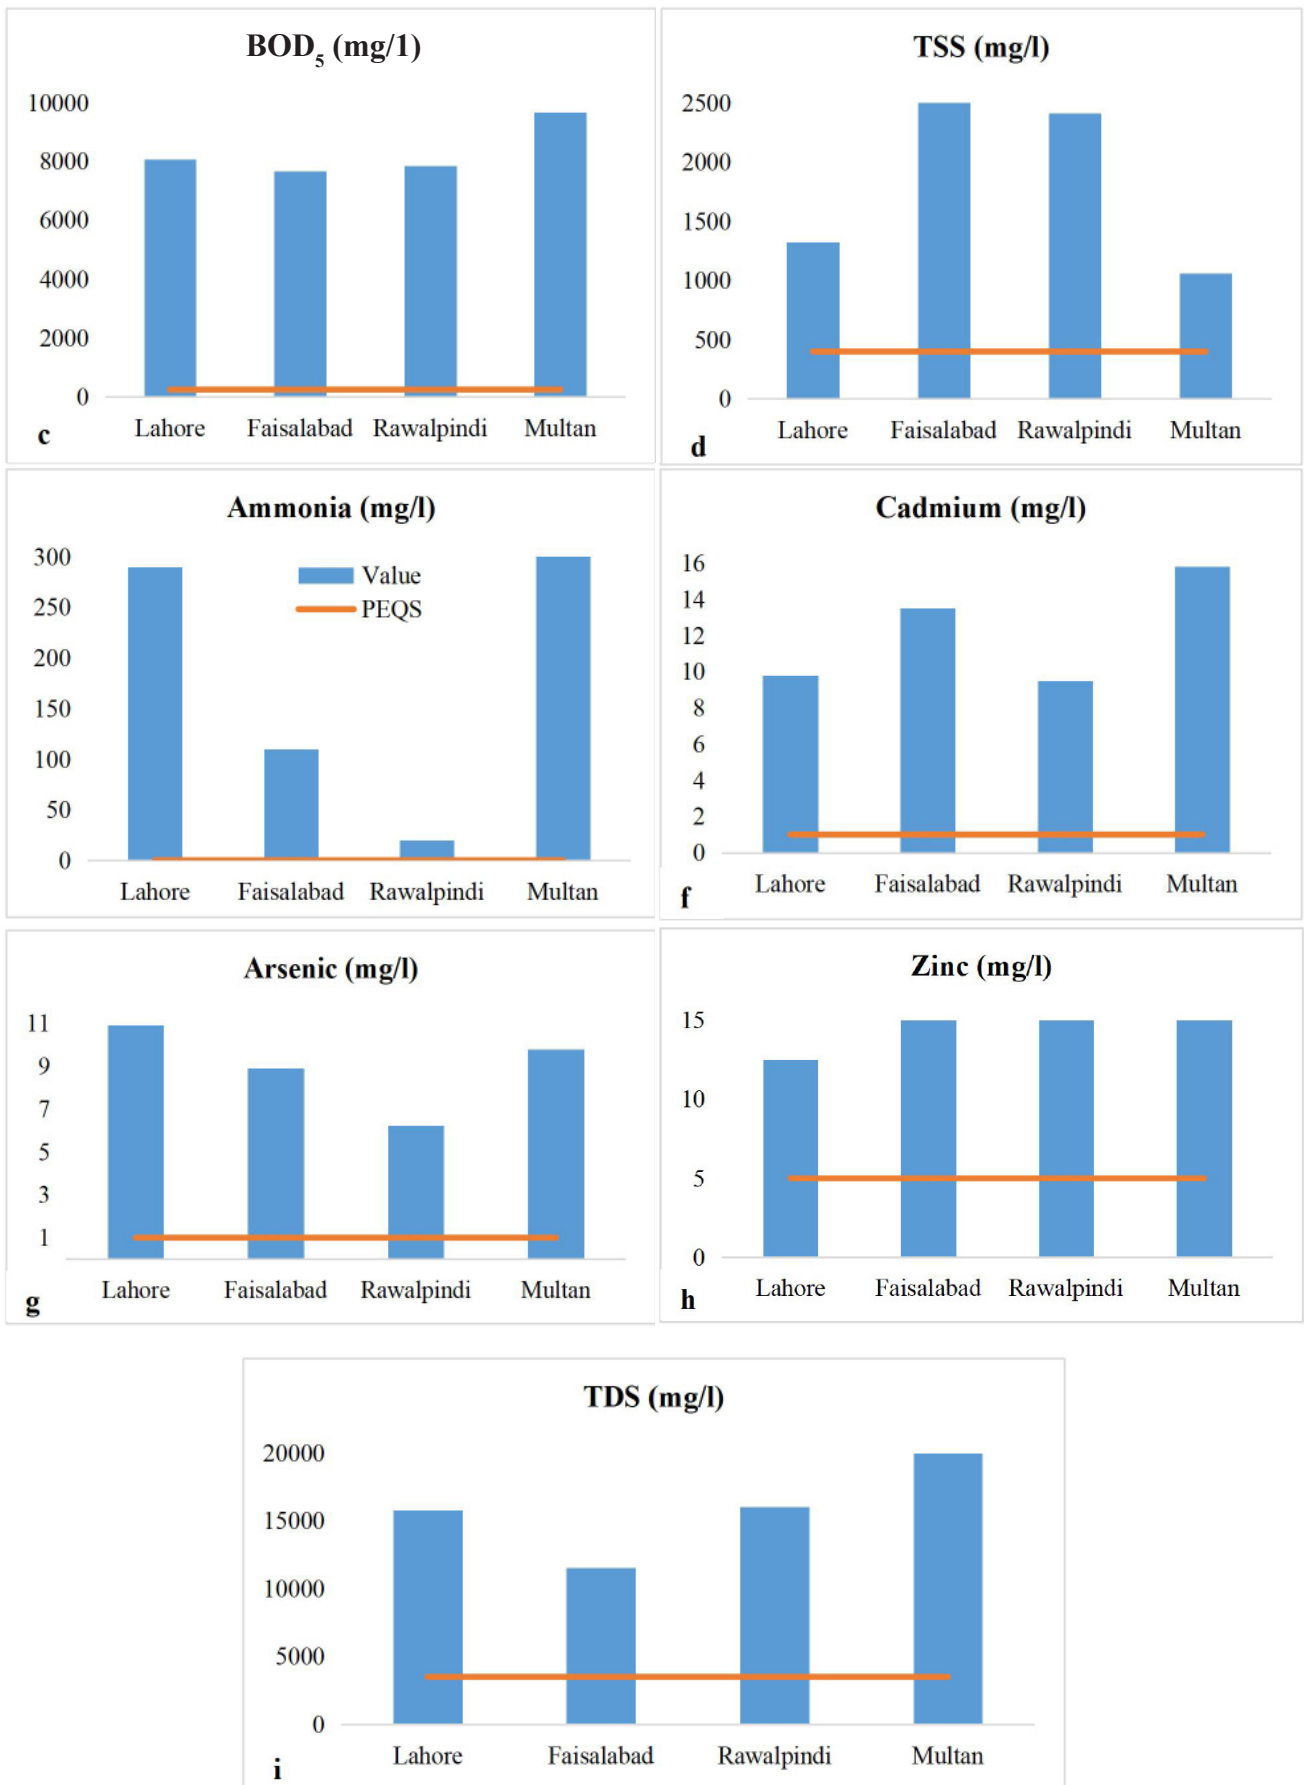 BOD₅ (mg/1)
10000
8000
6000
4000
2000
0
Lahore Faisalabad Rawalpindi Multan
c
TSS (mg/l)
2500
2000
1500
1000
500
0
Lahore Faisalabad Rawalpindi Multan
d
Ammonia (mg/l)
300
250
200
150
100
50
0
Value
PEQS
Lahore Faisalabad Rawalpindi Multan
Cadmium (mg/l)
16
14
12
10
8
6
4
2
0
Lahore Faisalabad Rawalpindi Multan
f
Arsenic (mg/l)
11
9
7
5
3
1
Lahore Faisalabad Rawalpindi Multan
g
Zinc (mg/l)
15
10
5
0
Lahore Faisalabad Rawalpindi Multan
h
TDS (mg/l)
20000
15000
10000
5000
0
Lahore Faisalabad Rawalpindi Multan
i